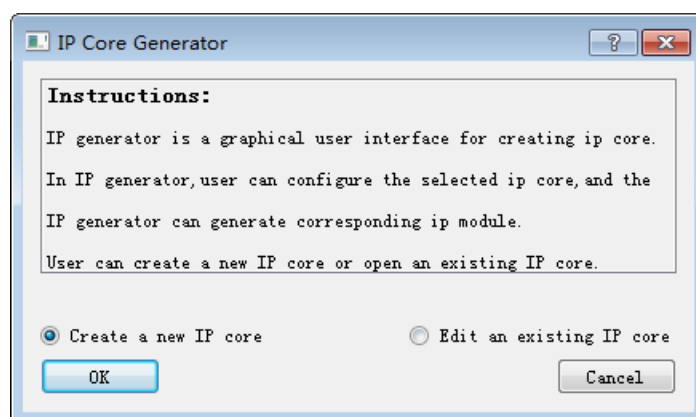 IP Core Generator
Instructions:
IP generator is a graphical user interface for creating ip core.
In IP generator, user can configure the selected ip core, and the
IP generator can generate corresponding ip module.
User can create a new IP core or open an existing IP core.
Create a new IP core
Edit an existing IP core
OK
Cancel